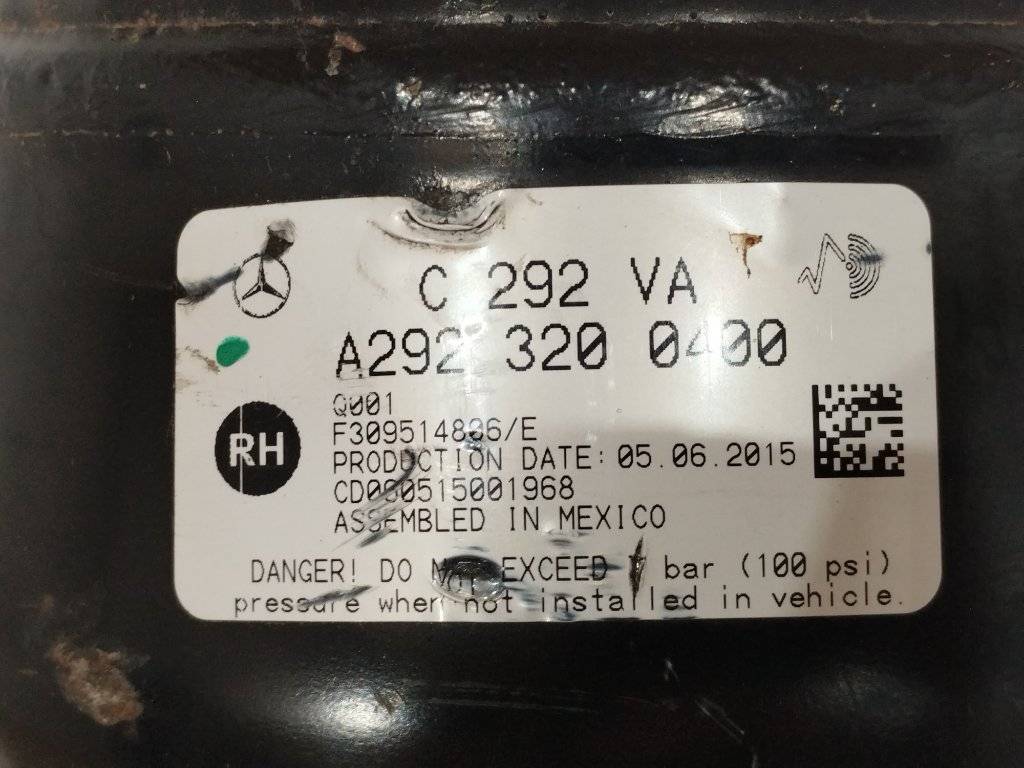 C 292 VA
A292 320 0400
Q001
RH
F309514806/E
PRODUCTION DATE: 05.06.2015
ASSEMBLED IN MEXICO
DANGER! DO NOT EXCEED bar (100 psi)
pressure when not installed in vehicle.